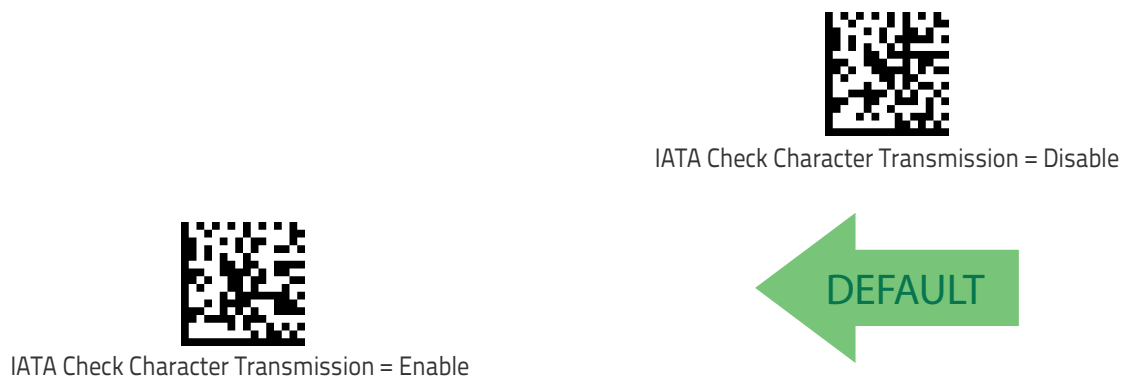 IATA Check Character Transmission = Disable
DEFAULT
IATA Check Character Transmission = Enable